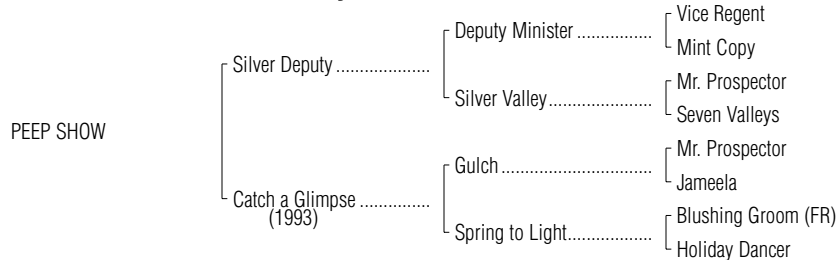 Vice Regent
Deputy Minister ................
Mint Copy
Silver Deputy ....................
Mr. Prospector
Silver Valley......................
Seven Valleys
PEEP SHOW
Mr. Prospector
Gulch ................................
Jameela
Catch a Glimpse ...............
(1993)
Blushing Groom (FR)
Spring to Light..................
Holiday Dancer